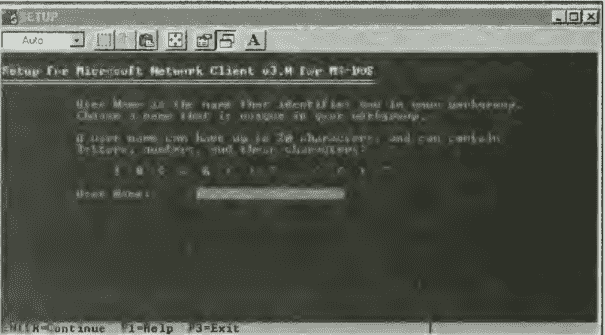 SETUP
Auto
A
Setup for Microsoft Network Client v3.0 for MS-DOS
User Name is the name that identifies you in your workgroup.
Choose a name that is unique in your workgroup.
A user name can have up to 20 characters, and can contain
letters, numbers, and these characters:
User Name:
ENTER=Continue F1=Help F3=Exit